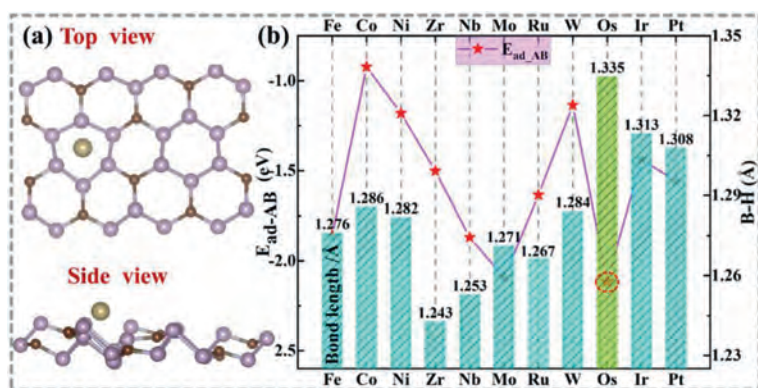 (a)
Top view
Side view
(b)
Fe Co Ni Zr Nb Mo Ru W Os Ir Pt
E_ad_AB
E_ad-AB (eV)
-1.0
-1.5
-2.0
-2.5
1.276
1.286
1.282
1.243
1.253
1.271
1.267
1.284
1.335
1.313
1.308
Bond length /Å
1.35
1.32
1.29
1.26
1.23
B-H (Å)
Fe Co Ni Zr Nb Mo Ru W Os Ir Pt